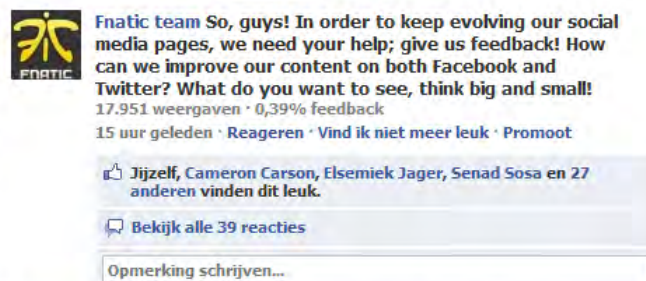 FNATIC
Fnatic team So, guys! In order to keep evolving our social
media pages, we need your help; give us feedback! How
can we improve our content on both Facebook and
Twitter? What do you want to see, think big and small!
17.951 weergaven · 0,39% feedback
15 uur geleden · Reageren · Vind ik niet meer leuk · Promoot
Jijzelf, Cameron Carson, Elsemiek Jager, Senad Sosa en 27
anderen vinden dit leuk.
Bekijk alle 39 reacties
Opmerking schrijven...